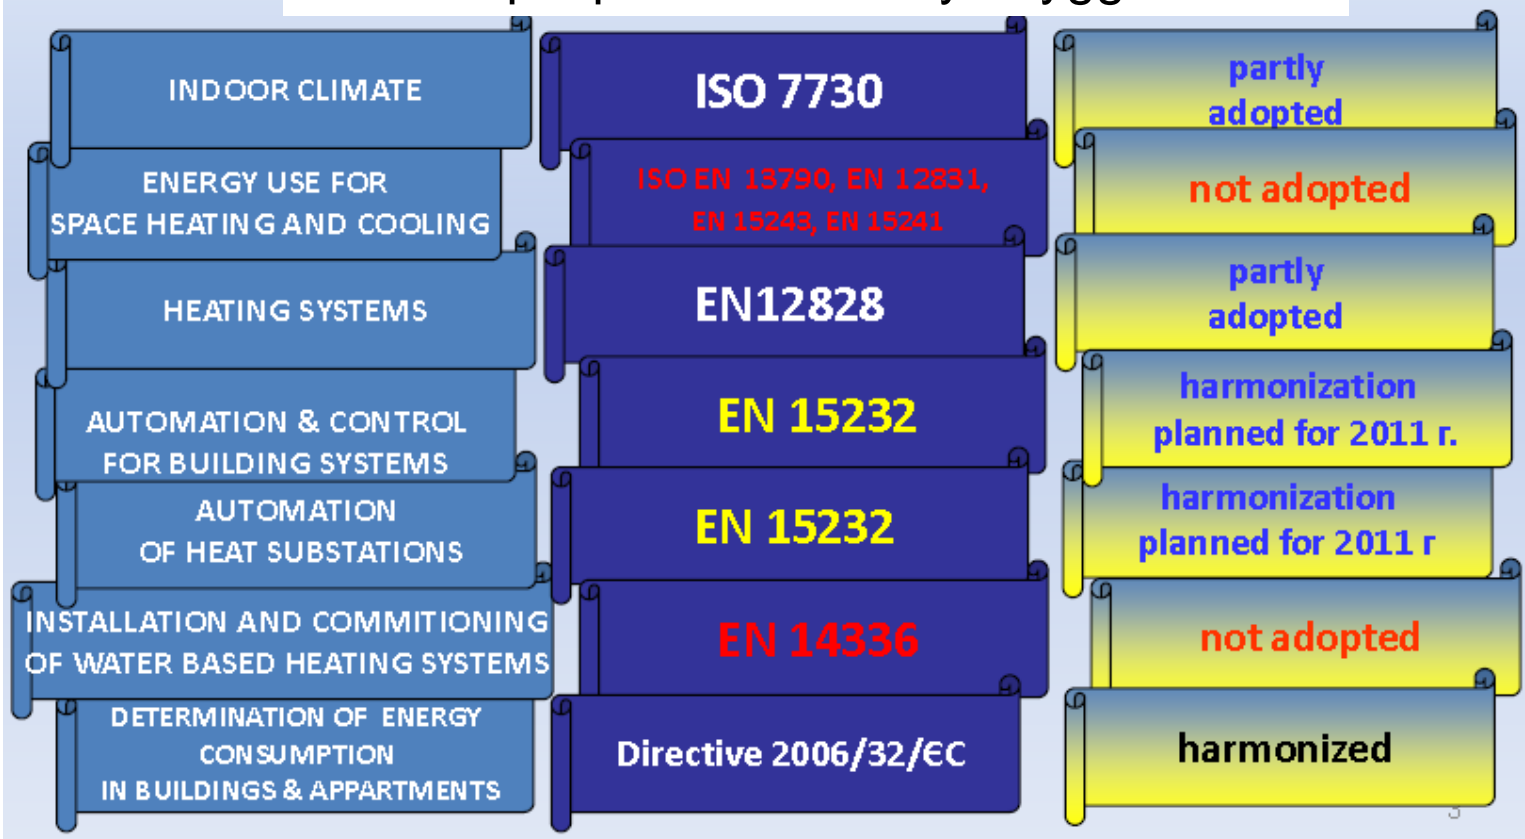 INDOOR CLIMATE
ISO 7730
partly
adopted
ENERGY USE FOR
SPACE HEATING AND COOLING
ISO EN 13790, EN 12831,
EN 15243, EN 15241
not adopted
HEATING SYSTEMS
EN12828
partly
adopted
AUTOMATION & CONTROL
FOR BUILDING SYSTEMS
EN 15232
harmonization
planned for 2011 r.
AUTOMATION
OF HEAT SUBSTATIONS
EN 15232
harmonization
planned for 2011 r
INSTALLATION AND COMMITIONING
OF WATER BASED HEATING SYSTEMS
EN 14336
not adopted
DETERMINATION OF ENERGY
CONSUMPTION
IN BUILDINGS & APPARTMENTS
Directive 2006/32/ЄС
harmonized